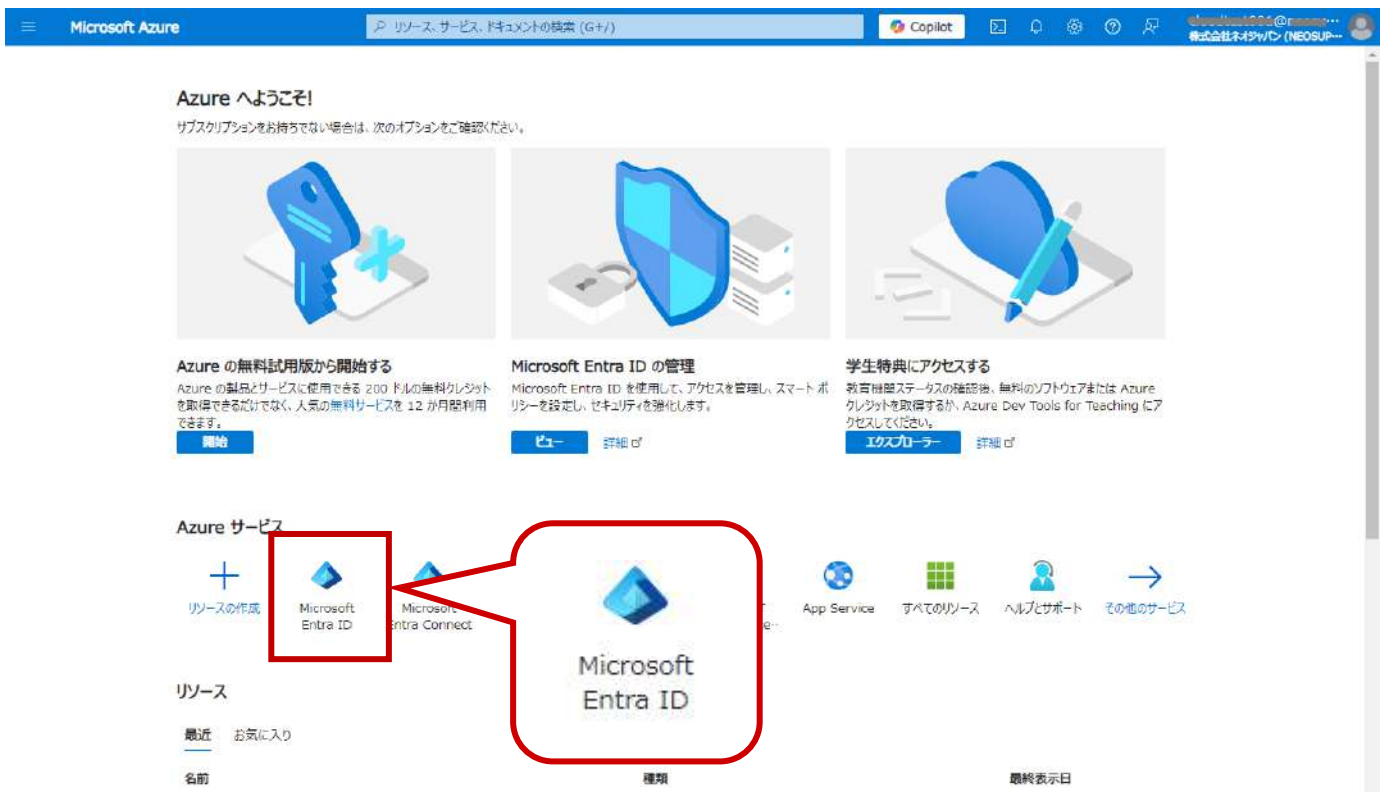 Microsoft Azure
リソース、サービス、ドキュメントの検索 (G+/)
Copilot
株式会社ネオジャパン (NEOSUP…
Azure へようこそ!
サブスクリプションをお持ちでない場合は、次のオプションをご確認ください。
Azure の無料試用版から開始する
Azure の製品とサービスに使用できる 200 ドルの無料クレジット
を取得できるだけでなく、人気の無料サービスを 12 か月間利用
できます。
開始
Microsoft Entra ID の管理
Microsoft Entra ID を使用して、アクセスを管理し、スマート ポ
リシーを設定し、セキュリティを強化します。
ビュー 詳細
学生特典にアクセスする
教育機関ステータスの確認後、無料のソフトウェアまたは Azure
クレジットを取得するか、Azure Dev Tools for Teaching にア
クセスしてください。
エクスプローラー 詳細
Azure サービス
リソースの作成
Microsoft
Entra ID
Microsoft
Entra Connect
Microsoft
Entra ID
App Service
すべてのリソース
ヘルプとサポート
その他のサービス
リソース
最近 お気に入り
名前 種類 最終表示日